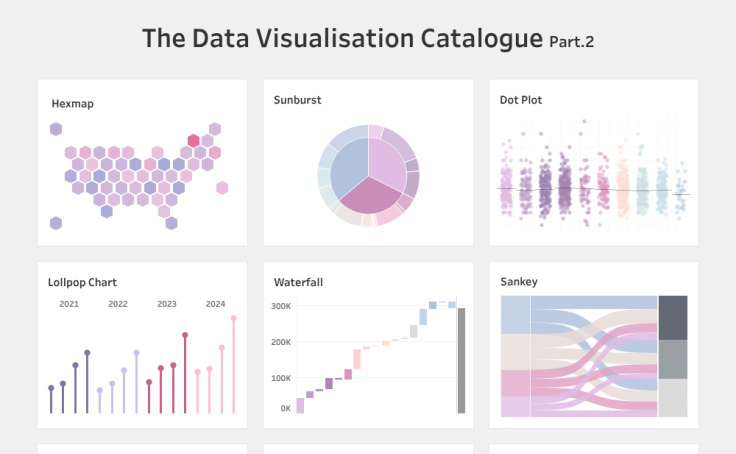 The Data Visualisation Catalogue Part.2
Hexmap
Sunburst
Dot Plot
Lollpop Chart
2021 2022 2023 2024
Waterfall
300K
200K
100K
0K
Sankey